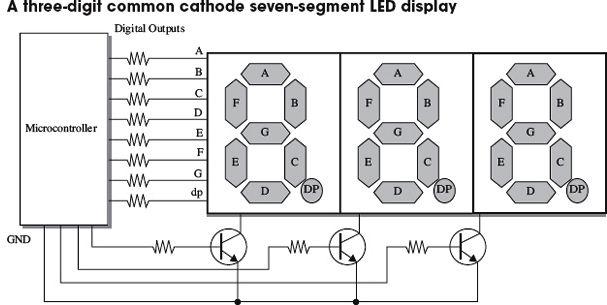 A three-digit common cathode seven-segment LED display
Digital Outputs
Microcontroller
A
B
C
D
E
F
G
dp
A
F
B
G
E
C
D
DP
A
F
B
G
E
C
D
DP
A
F
B
G
E
C
D
DP
GND